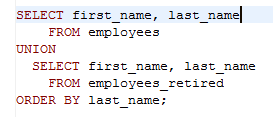 SELECT first_name, last_name
FROM employees
UNION
SELECT first_name, last_name
FROM employees_retired
ORDER BY last_name;